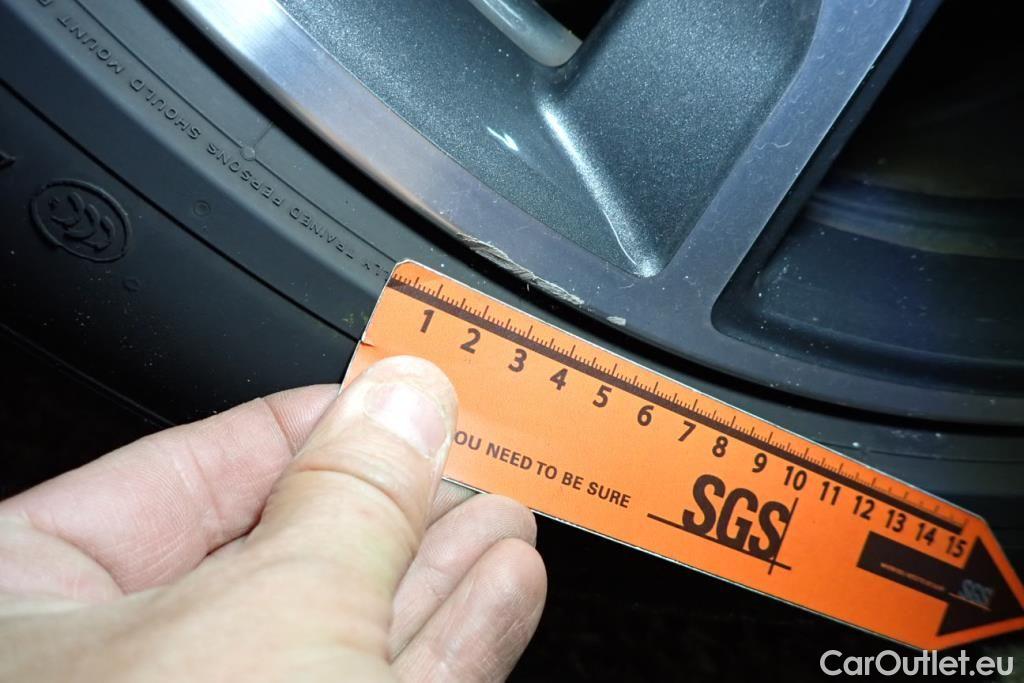 LY TRAINED PERSONS SHOULD MOUNT
1 2 3 4 5 6 7 8 9 10 11 12 13 14 15
OU NEED TO BE SURE
SGS
SGS
CarOutlet.eu